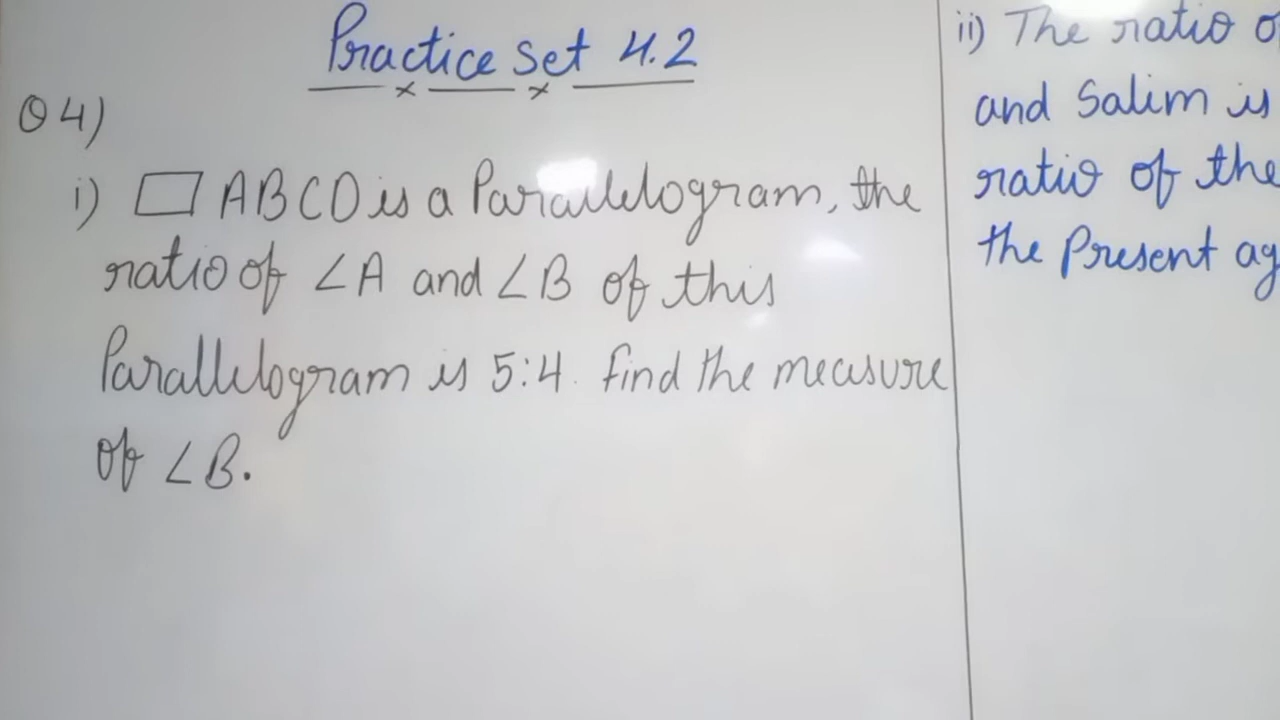 Practice set 4.2
Q4)
i) ▭ ABCD is a Parallelogram, the
ratio of ∠A and ∠B of this
Parallelogram is 5:4. find the measure
of ∠B.
ii) The ratio of
and Salim is
ratio of the
the Present ag